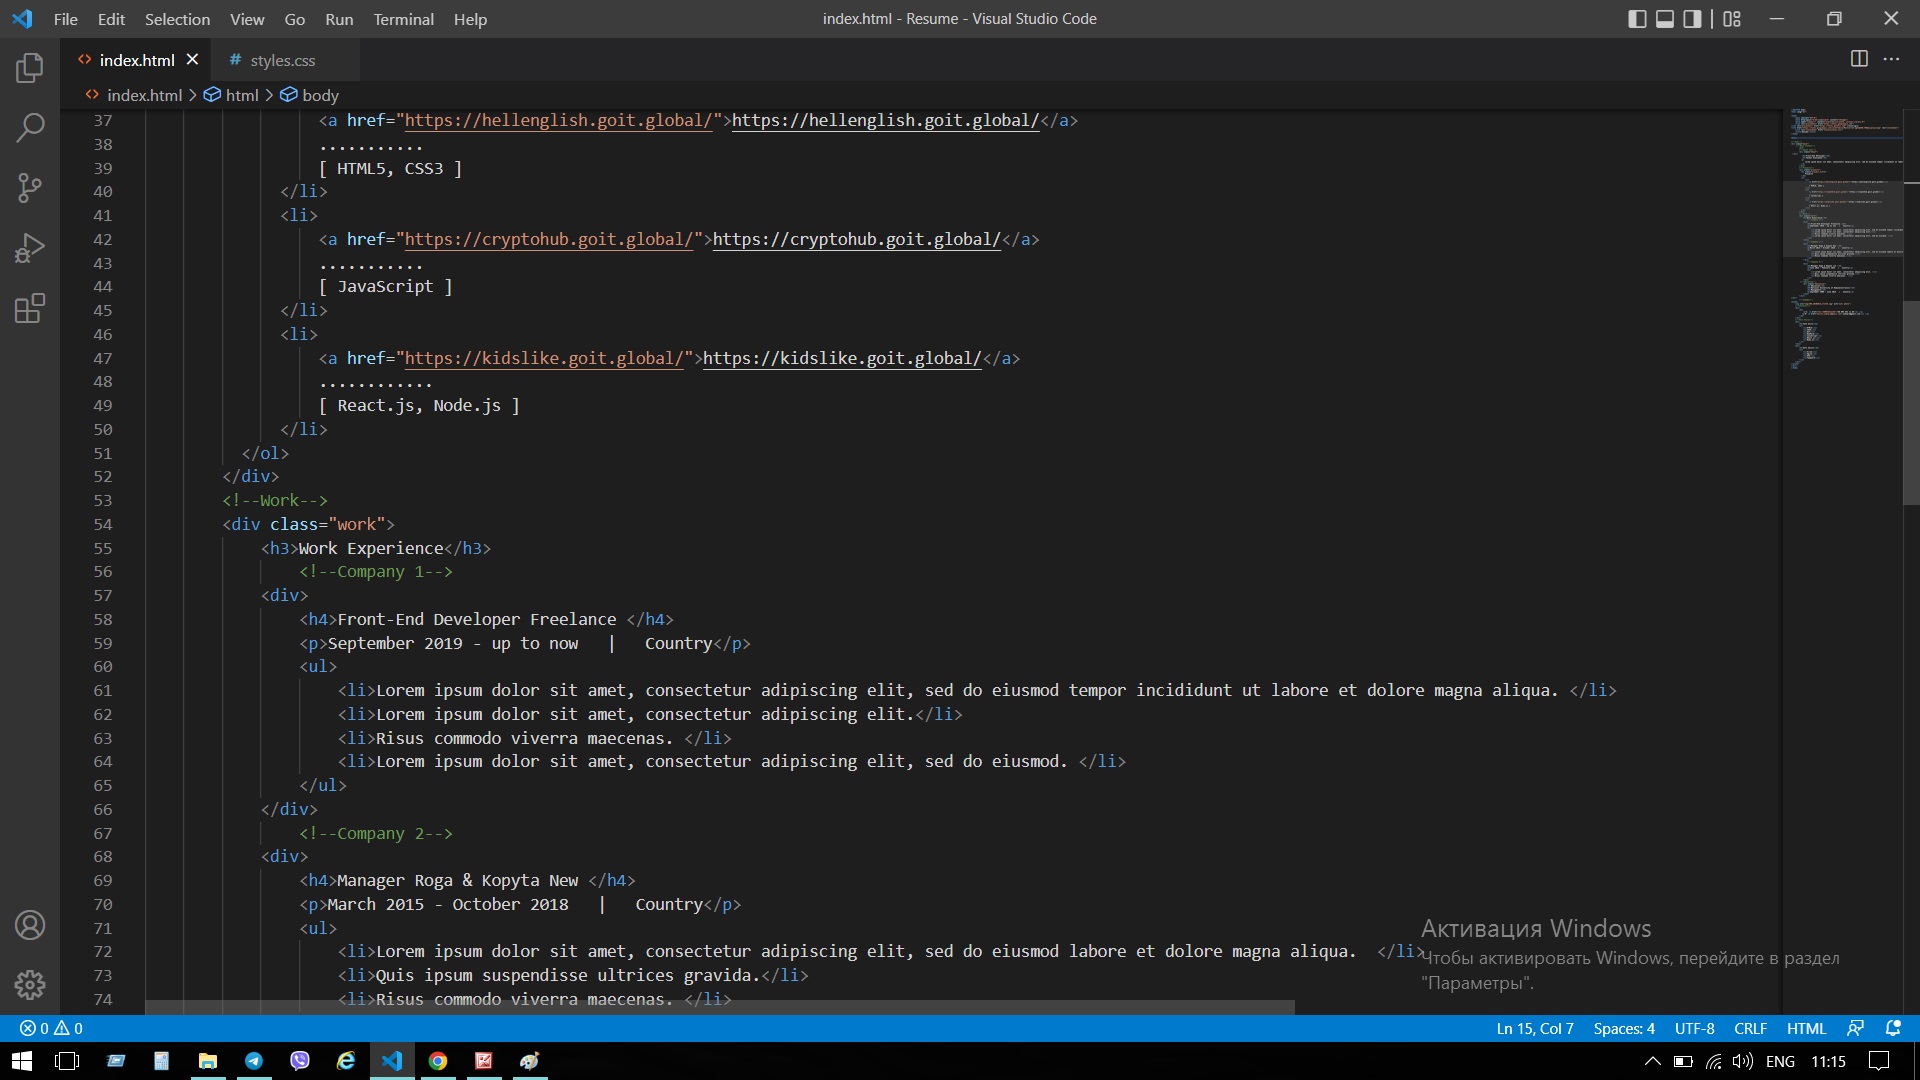 File Edit Selection View Go Run Terminal Help index.html - Resume - Visual Studio Code
index.html styles.css
index.html > html > body
37 <a href="https://hellenglish.goit.global/">https://hellenglish.goit.global/</a>
38 ...........
39 [ HTML5, CSS3 ]
40 </li>
41 <li>
42 <a href="https://cryptohub.goit.global/">https://cryptohub.goit.global/</a>
43 ...........
44 [ JavaScript ]
45 </li>
46 <li>
47 <a href="https://kidslike.goit.global/">https://kidslike.goit.global/</a>
48 ............
49 [ React.js, Node.js ]
50 </li>
51 </ol>
52 </div>
53 <!--Work-->
54 <div class="work">
55 <h3>Work Experience</h3>
56 <!--Company 1-->
57 <div>
58 <h4>Front-End Developer Freelance </h4>
59 <p>September 2019 - up to now | Country</p>
60 <ul>
61 <li>Lorem ipsum dolor sit amet, consectetur adipiscing elit, sed do eiusmod tempor incididunt ut labore et dolore magna aliqua. </li>
62 <li>Lorem ipsum dolor sit amet, consectetur adipiscing elit.</li>
63 <li>Risus commodo viverra maecenas. </li>
64 <li>Lorem ipsum dolor sit amet, consectetur adipiscing elit, sed do eiusmod. </li>
65 </ul>
66 </div>
67 <!--Company 2-->
68 <div>
69 <h4>Manager Roga & Kopyta New </h4>
70 <p>March 2015 - October 2018 | Country</p>
71 <ul>
72 <li>Lorem ipsum dolor sit amet, consectetur adipiscing elit, sed do eiusmod labore et dolore magna aliqua. </li>
73 <li>Quis ipsum suspendisse ultrices gravida.</li>
74 <li>Risus commodo viverra maecenas. </li>
Активация Windows
Чтобы активировать Windows, перейдите в раздел
"Параметры".
0 0 Ln 15, Col 7 Spaces: 4 UTF-8 CRLF HTML
ENG 11:15